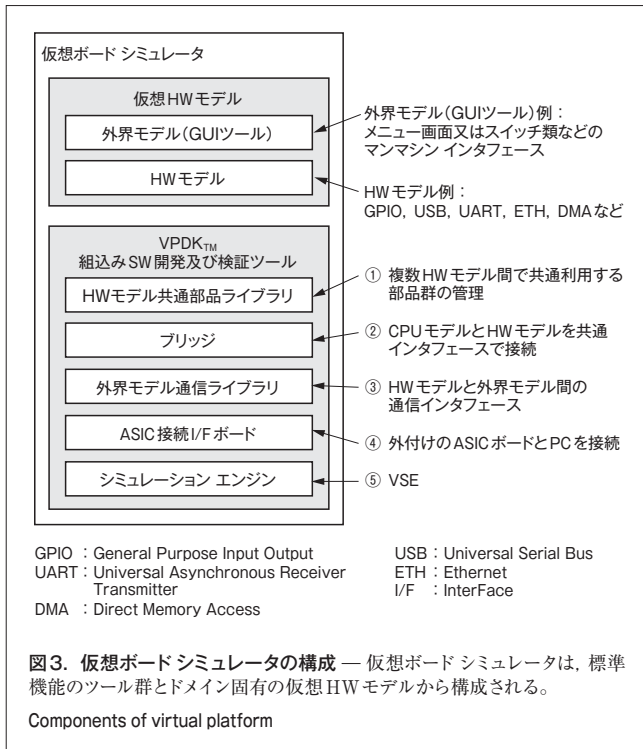 仮想ボード シミュレータ
仮想HWモデル
外界モデル(GUIツール)
HWモデル
外界モデル(GUIツール)例:
メニュー画面又はスイッチ類などの
マンマシン インタフェース
HWモデル例:
GPIO, USB, UART, ETH, DMAなど
VPDKTM
組込みSW開発及び検証ツール
HWモデル共通部品ライブラリ
ブリッジ
外界モデル通信ライブラリ
ASIC接続I/Fボード
シミュレーション エンジン
① 複数HWモデル間で共通利用する
部品群の管理
② CPUモデルとHWモデルを共通
インタフェースで接続
③ HWモデルと外界モデル間の
通信インタフェース
④ 外付けのASICボードとPCを接続
⑤ VSE
GPIO : General Purpose Input Output
UART : Universal Asynchronous Receiver
Transmitter
DMA : Direct Memory Access
USB : Universal Serial Bus
ETH : Ethernet
I/F : InterFace
図3. 仮想ボード シミュレータの構成 — 仮想ボード シミュレータは,標準
機能のツール群とドメイン固有の仮想HWモデルから構成される。
Components of virtual platform